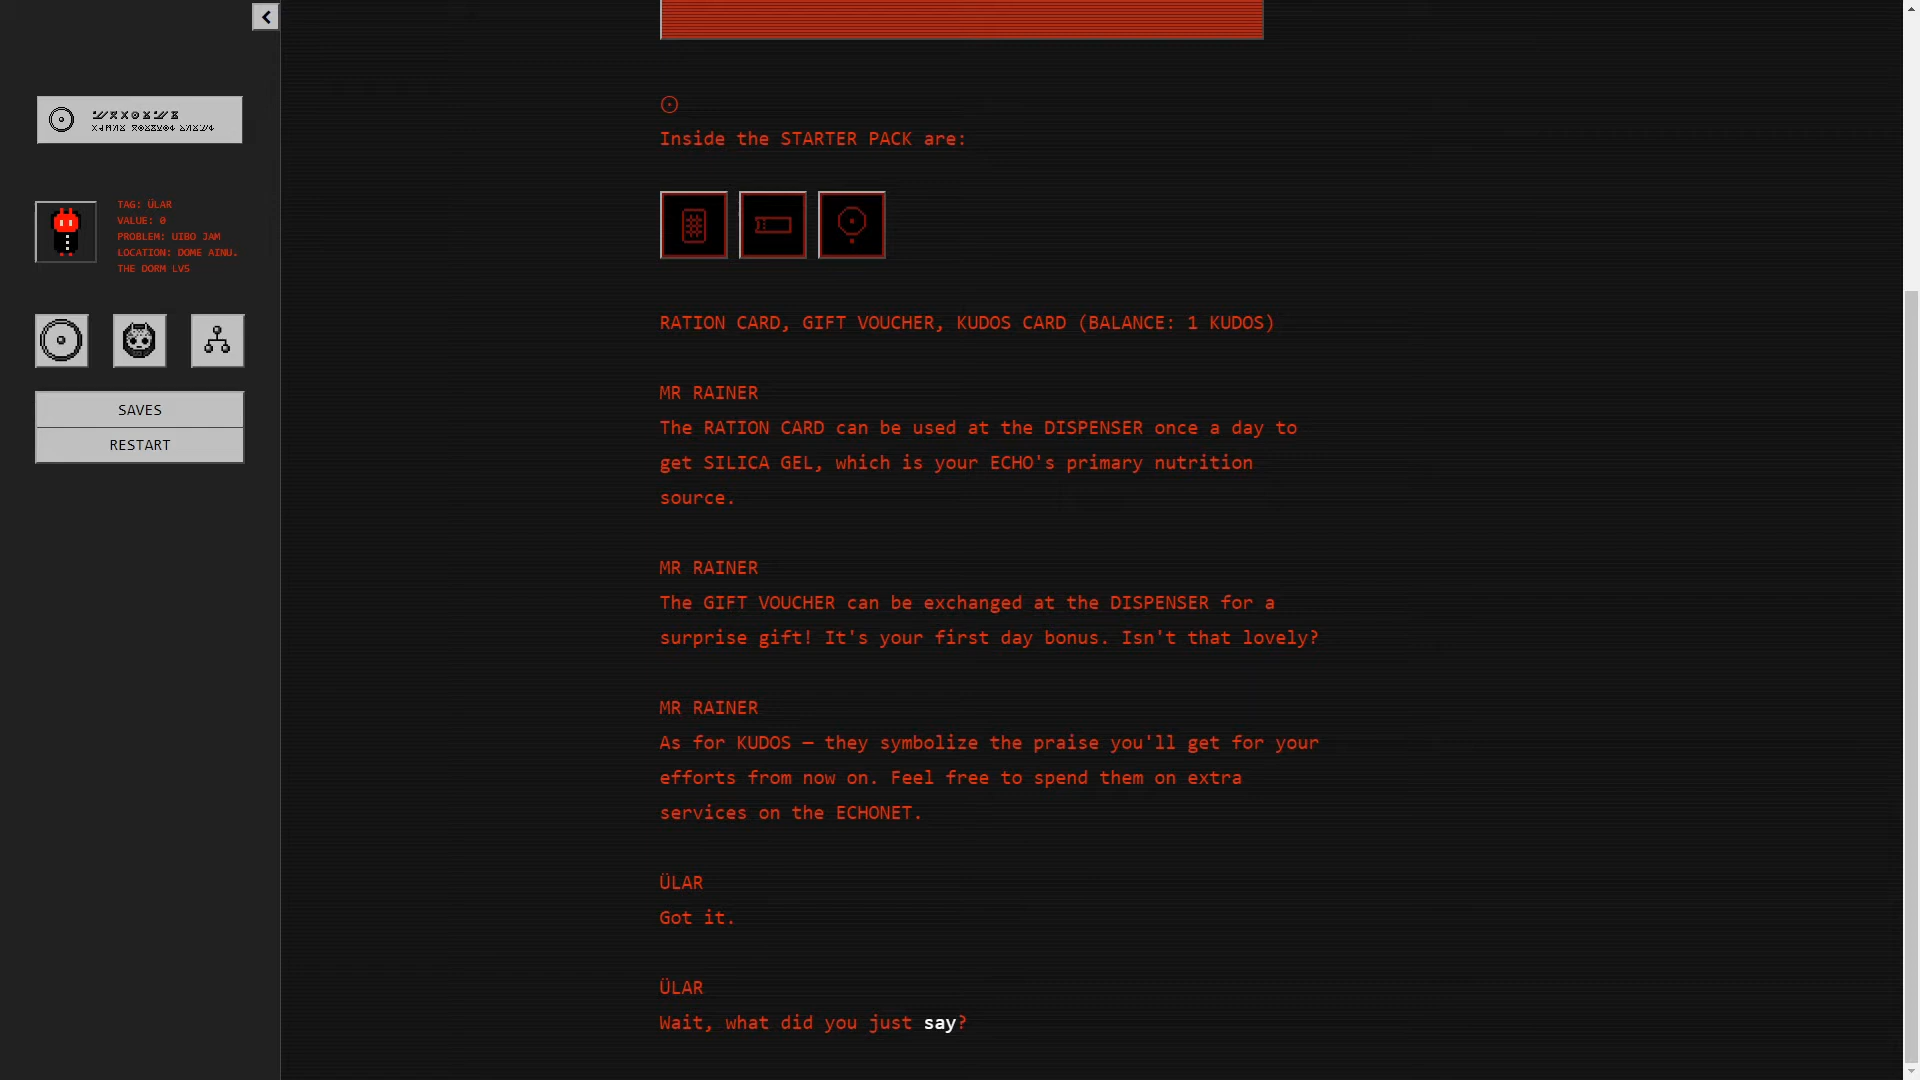 TAG: ÜLAR
VALUE: 0
PROBLEM: UIBO JAM
LOCATION: DOME AINU.
THE DORM LV5
SAVES
RESTART
Inside the STARTER PACK are:
RATION CARD, GIFT VOUCHER, KUDOS CARD (BALANCE: 1 KUDOS)
MR RAINER
The RATION CARD can be used at the DISPENSER once a day to
get SILICA GEL, which is your ECHO's primary nutrition
source.
MR RAINER
The GIFT VOUCHER can be exchanged at the DISPENSER for a
surprise gift! It's your first day bonus. Isn't that lovely?
MR RAINER
As for KUDOS — they symbolize the praise you'll get for your
efforts from now on. Feel free to spend them on extra
services on the ECHONET.
ÜLAR
Got it.
ÜLAR
Wait, what did you just say?